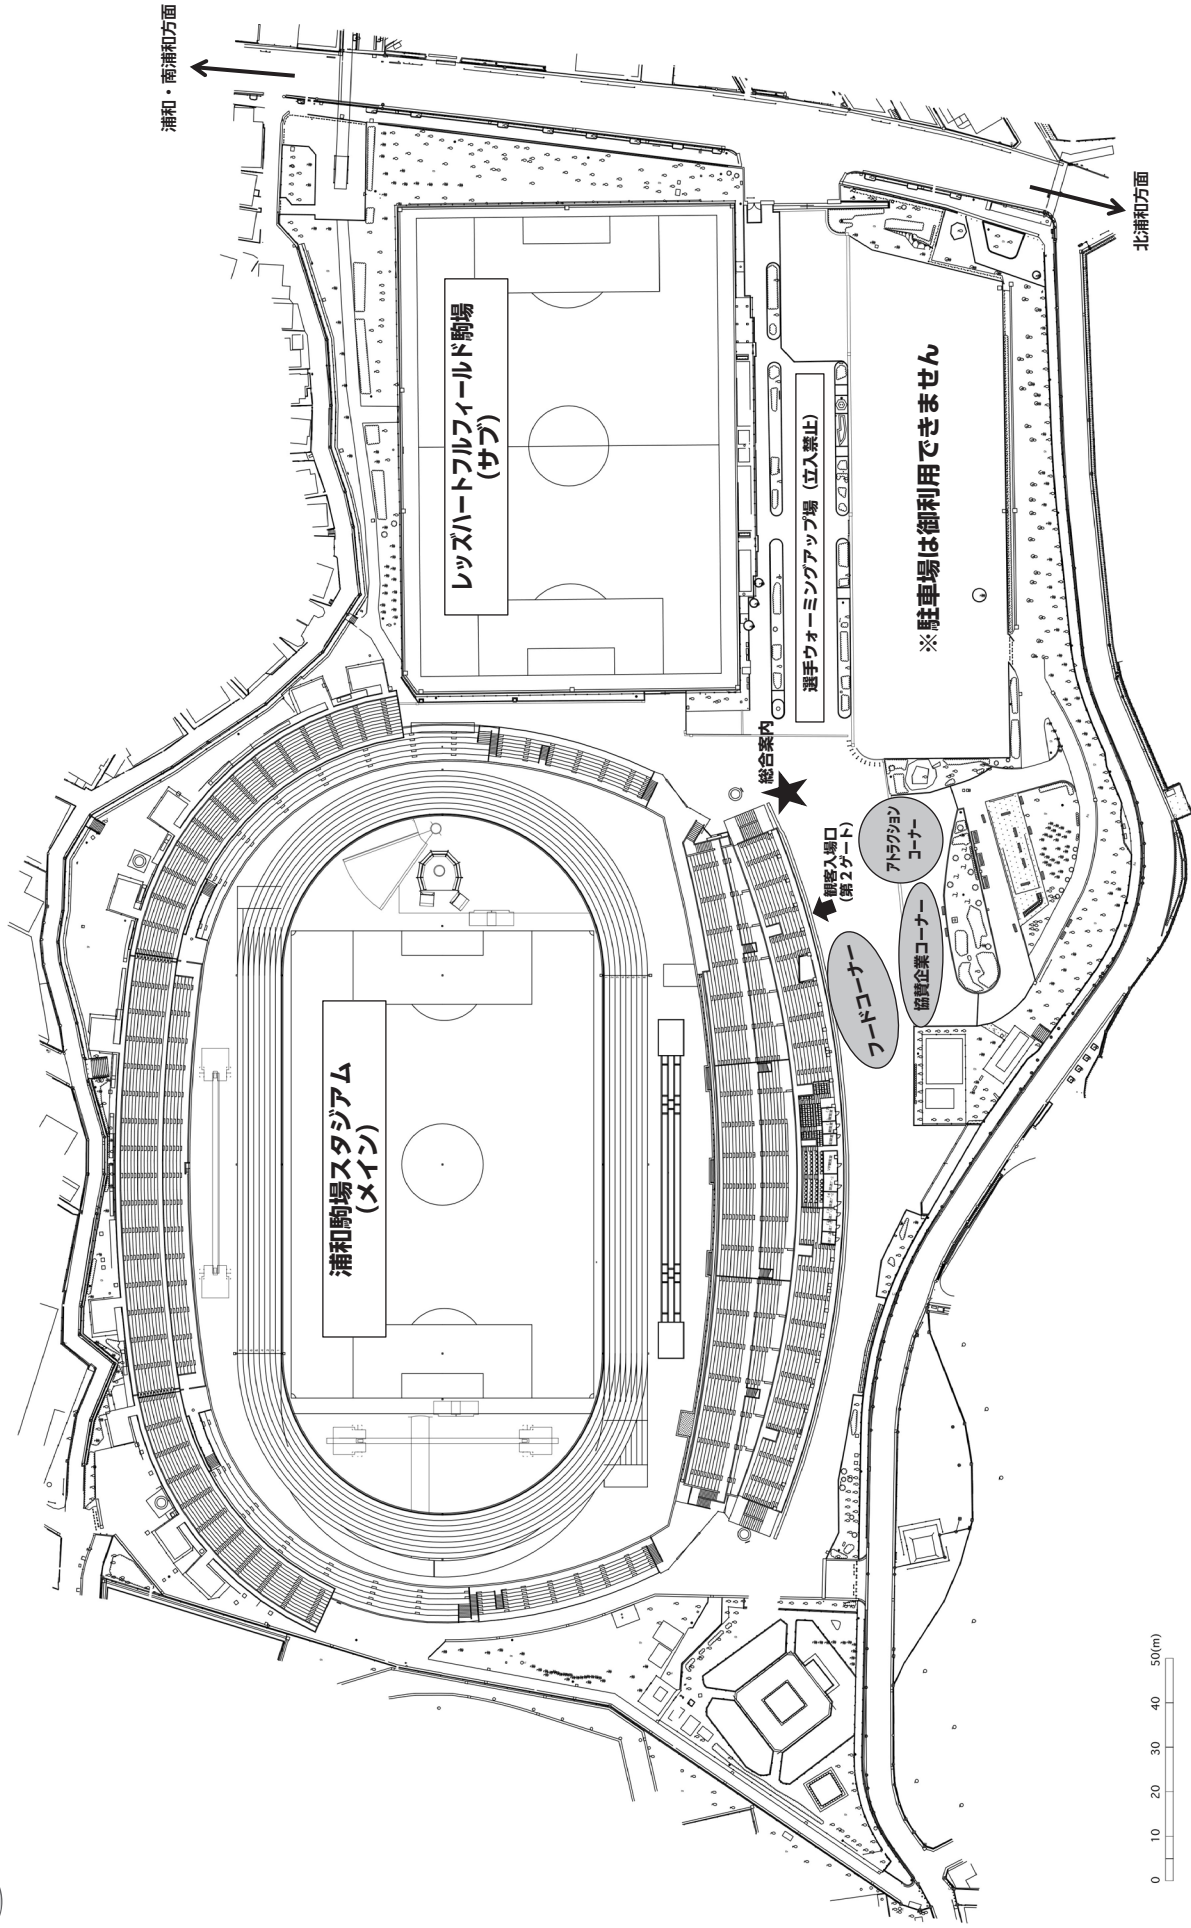 浦和・南浦和方面
北浦和方面
レッズハートフルフィールド駒場
(サブ)
選手ウォーミングアップ場(立入禁止)
※駐車場は御利用できません
総合案内
観客入場口
(第2ゲート)
アトラクション
コーナー
協賛企業コーナー
フードコーナー
浦和駒場スタジアム
(メイン)
0 10 20 30 40 50(m)